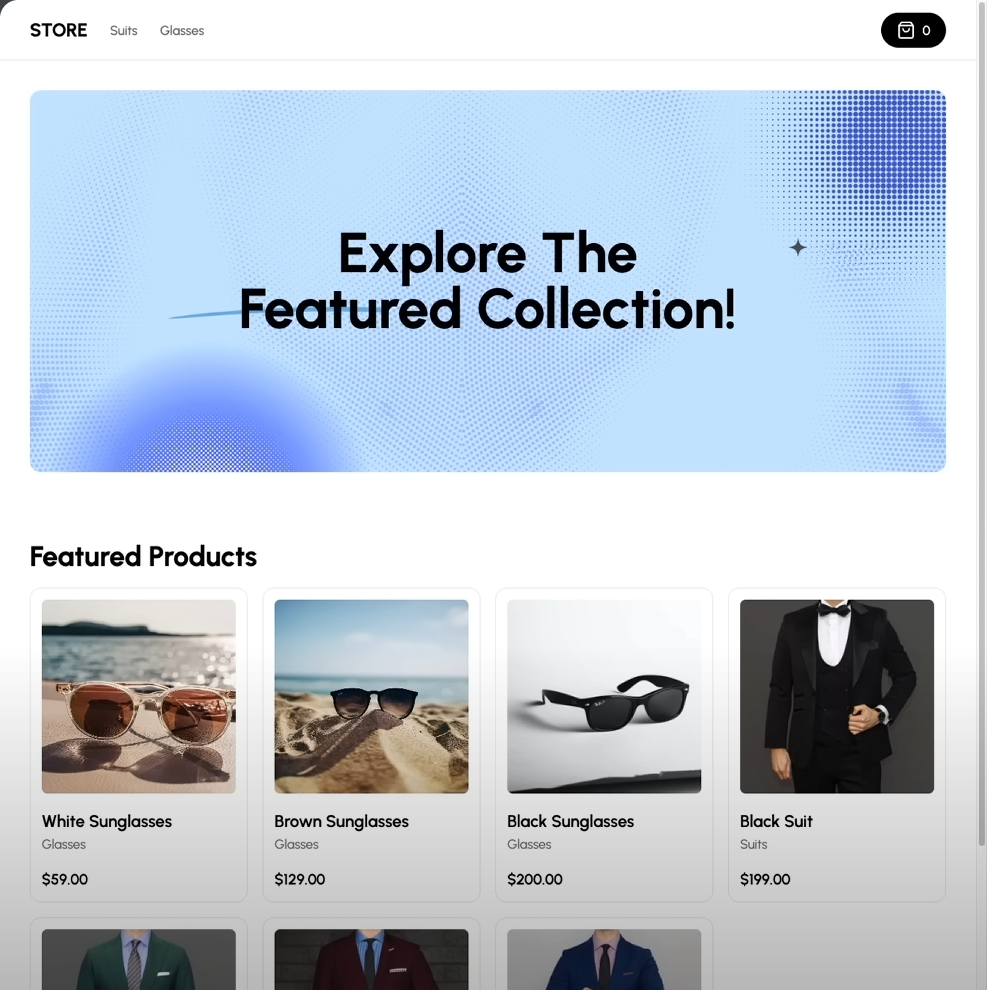 STORE Suits Glasses 0
Explore The
Featured Collection!
Featured Products
White Sunglasses
Glasses
$59.00
Brown Sunglasses
Glasses
$129.00
Black Sunglasses
Glasses
$200.00
Black Suit
Suits
$199.00